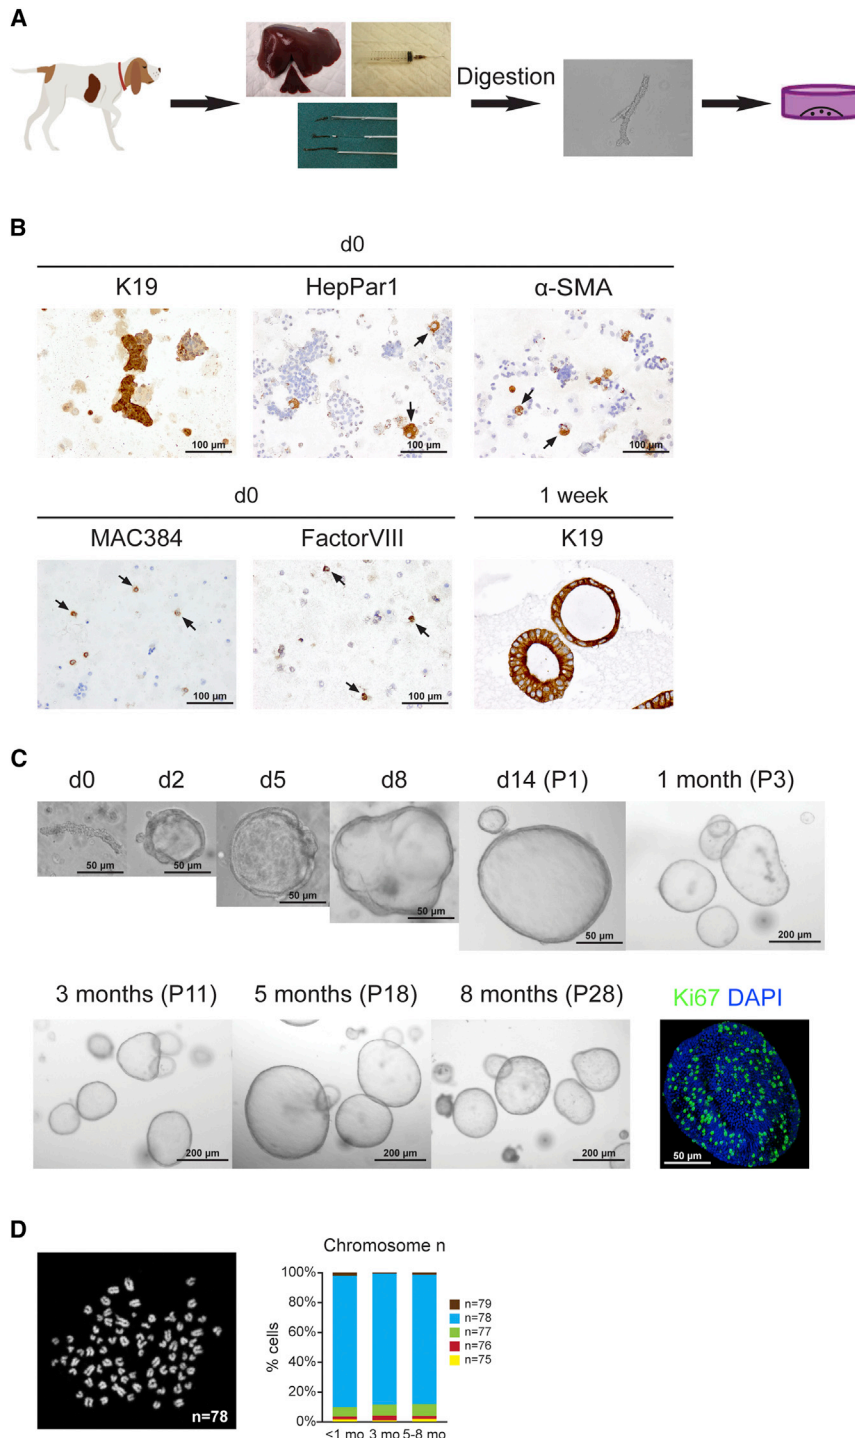 A
Digestion
B
d0
K19 HepPar1 α-SMA
100 µm 100 µm 100 µm
d0 1 week
MAC384 FactorVIII K19
100 µm 100 µm 100 µm
C
d0 d2 d5 d8 d14 (P1) 1 month (P3)
50 µm 50 µm 50 µm 50 µm 50 µm 200 µm
3 months (P11) 5 months (P18) 8 months (P28) Ki67 DAPI
200 µm 200 µm 200 µm 50 µm
D
Chromosome n
100%
80%
60%
40%
20%
0%
% cells
n=79
n=78
n=77
n=76
n=75
n=78
<1 mo 3 mo 5-8 mo